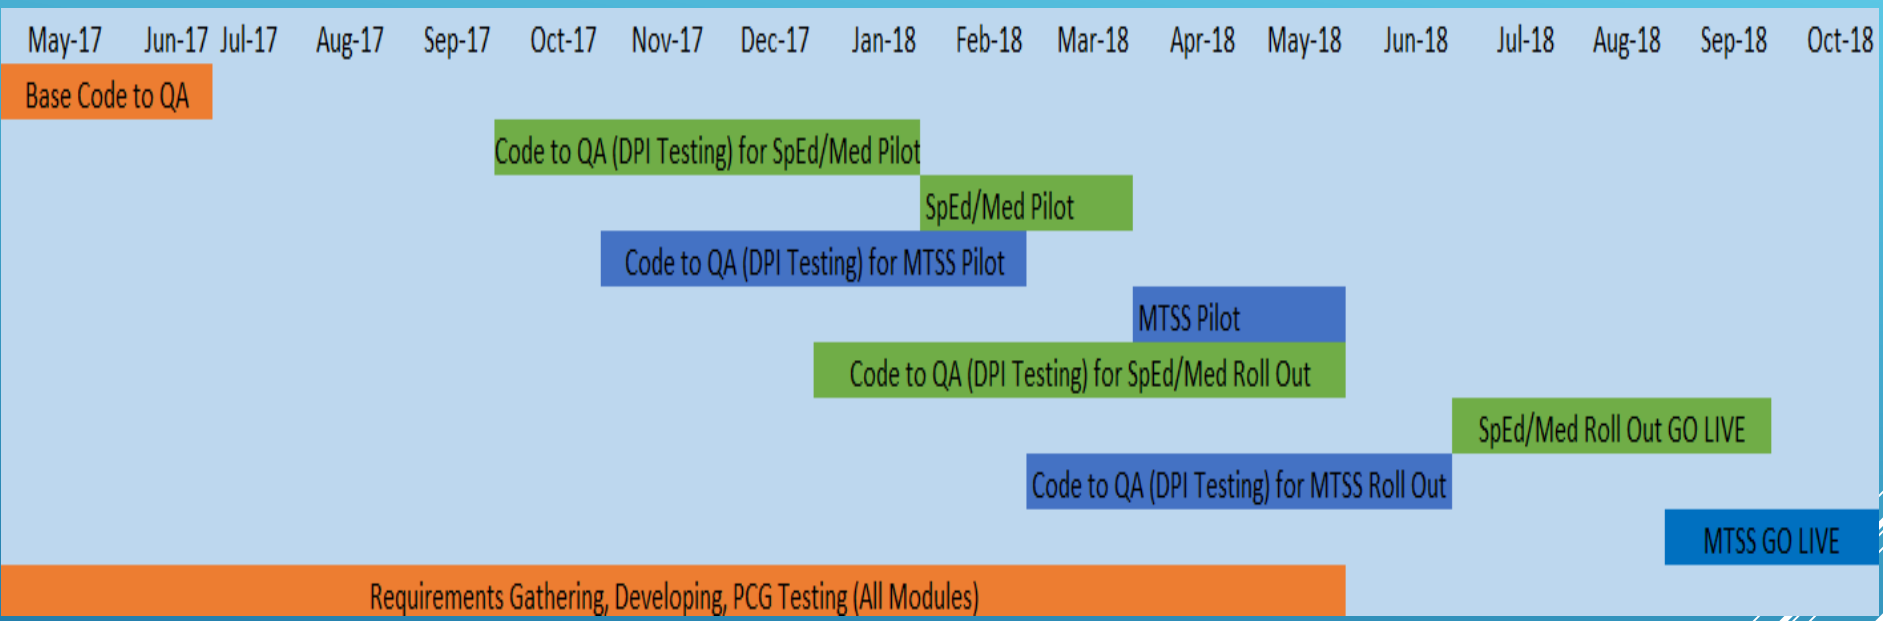 May-17 Jun-17 Jul-17 Aug-17 Sep-17 Oct-17 Nov-17 Dec-17 Jan-18 Feb-18 Mar-18 Apr-18 May-18 Jun-18 Jul-18 Aug-18 Sep-18 Oct-18
Base Code to QA
Code to QA (DPI Testing) for SpEd/Med Pilot
SpEd/Med Pilot
Code to QA (DPI Testing) for MTSS Pilot
MTSS Pilot
Code to QA (DPI Testing) for SpEd/Med Roll Out
SpEd/Med Roll Out GO LIVE
Code to QA (DPI Testing) for MTSS Roll Out
MTSS GO LIVE
Requirements Gathering, Developing, PCG Testing (All Modules)